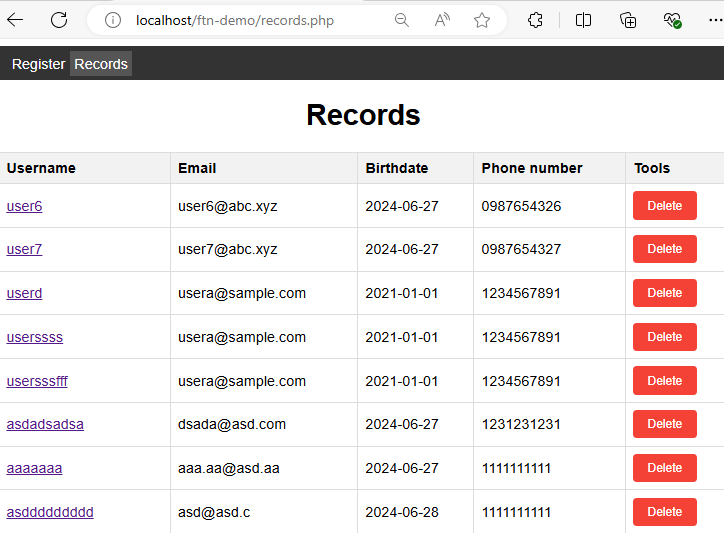 localhost/ftn-demo/records.php
Register Records
Records
Username Email Birthdate Phone number Tools
user6 user6@abc.xyz 2024-06-27 0987654326 Delete
user7 user7@abc.xyz 2024-06-27 0987654327 Delete
userd usera@sample.com 2021-01-01 1234567891 Delete
userssss usera@sample.com 2021-01-01 1234567891 Delete
usersssfff usera@sample.com 2021-01-01 1234567891 Delete
asdadsadsa dsada@asd.com 2024-06-27 1231231231 Delete
aaaaaaa aaa.aa@asd.aa 2024-06-27 1111111111 Delete
asddddddddd asd@asd.c 2024-06-28 1111111111 Delete